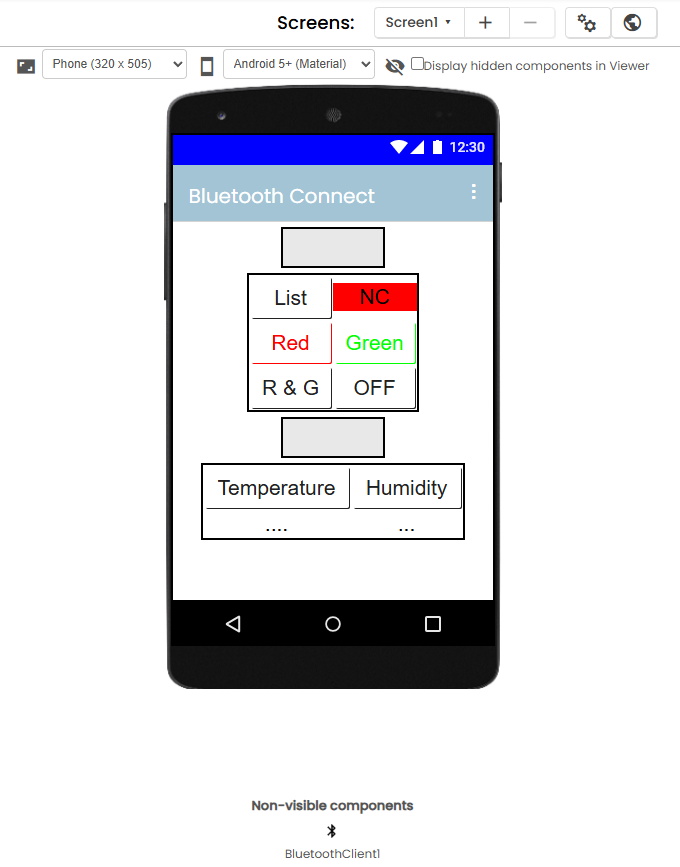 Screens: Screen1
Phone (320 x 505) Android 5+ (Material) Display hidden components in Viewer
12:30
Bluetooth Connect
List NC
Red Green
R & G OFF
Temperature Humidity
.... ...
Non-visible components
BluetoothClient1